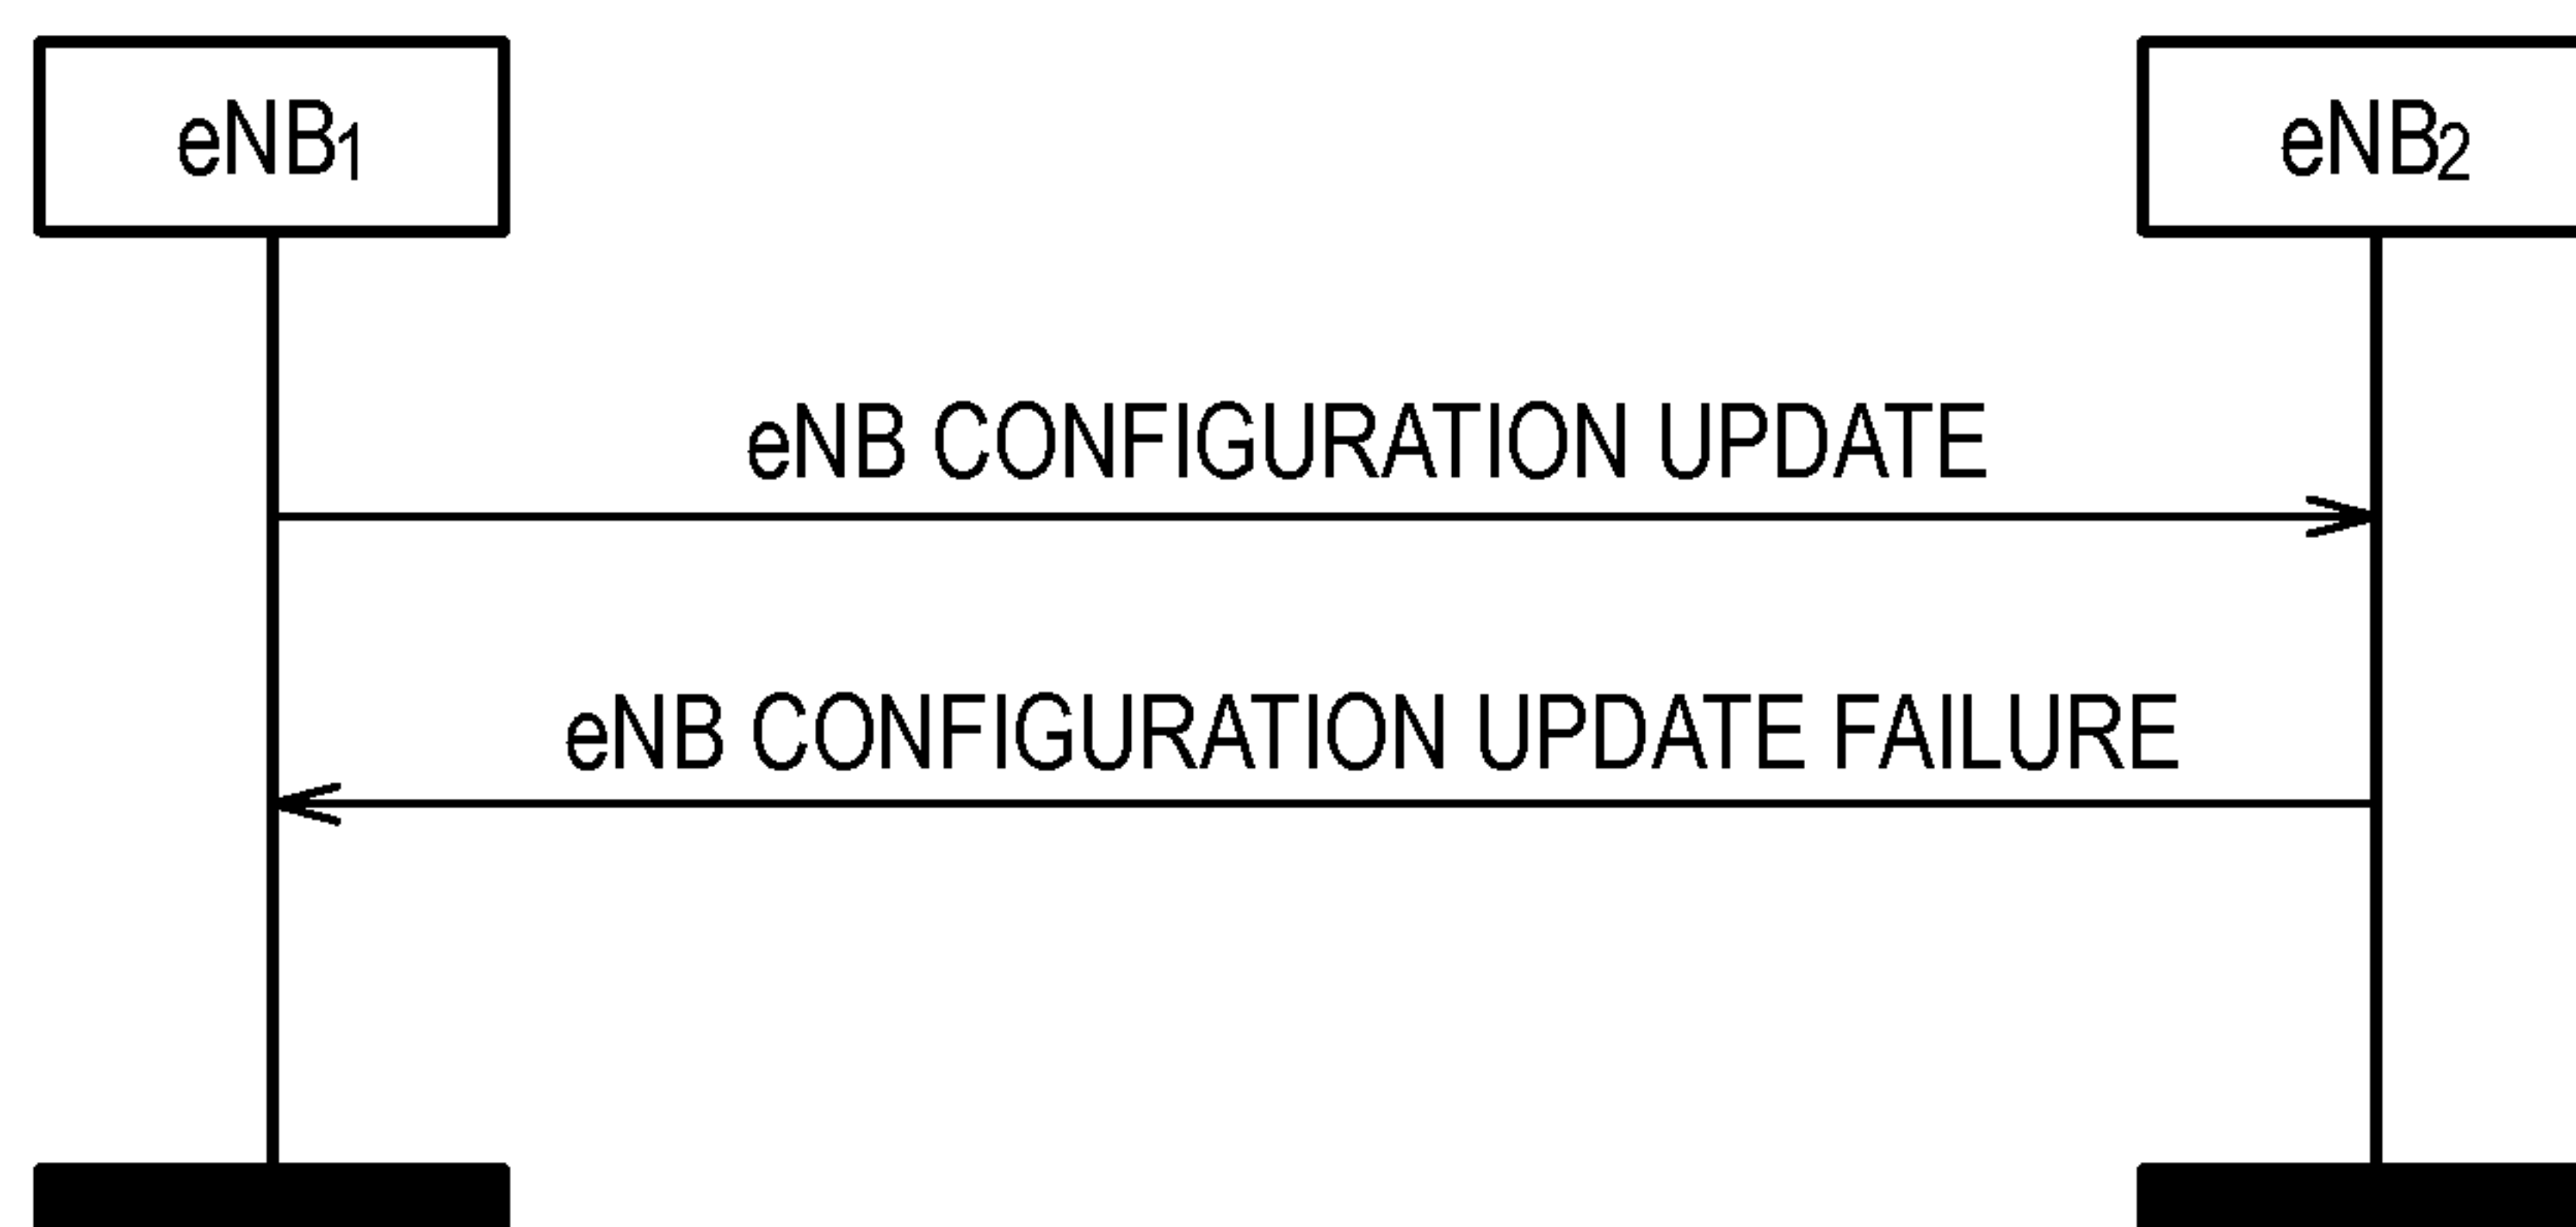 eNB1
eNB2
eNB CONFIGURATION UPDATE
eNB CONFIGURATION UPDATE FAILURE